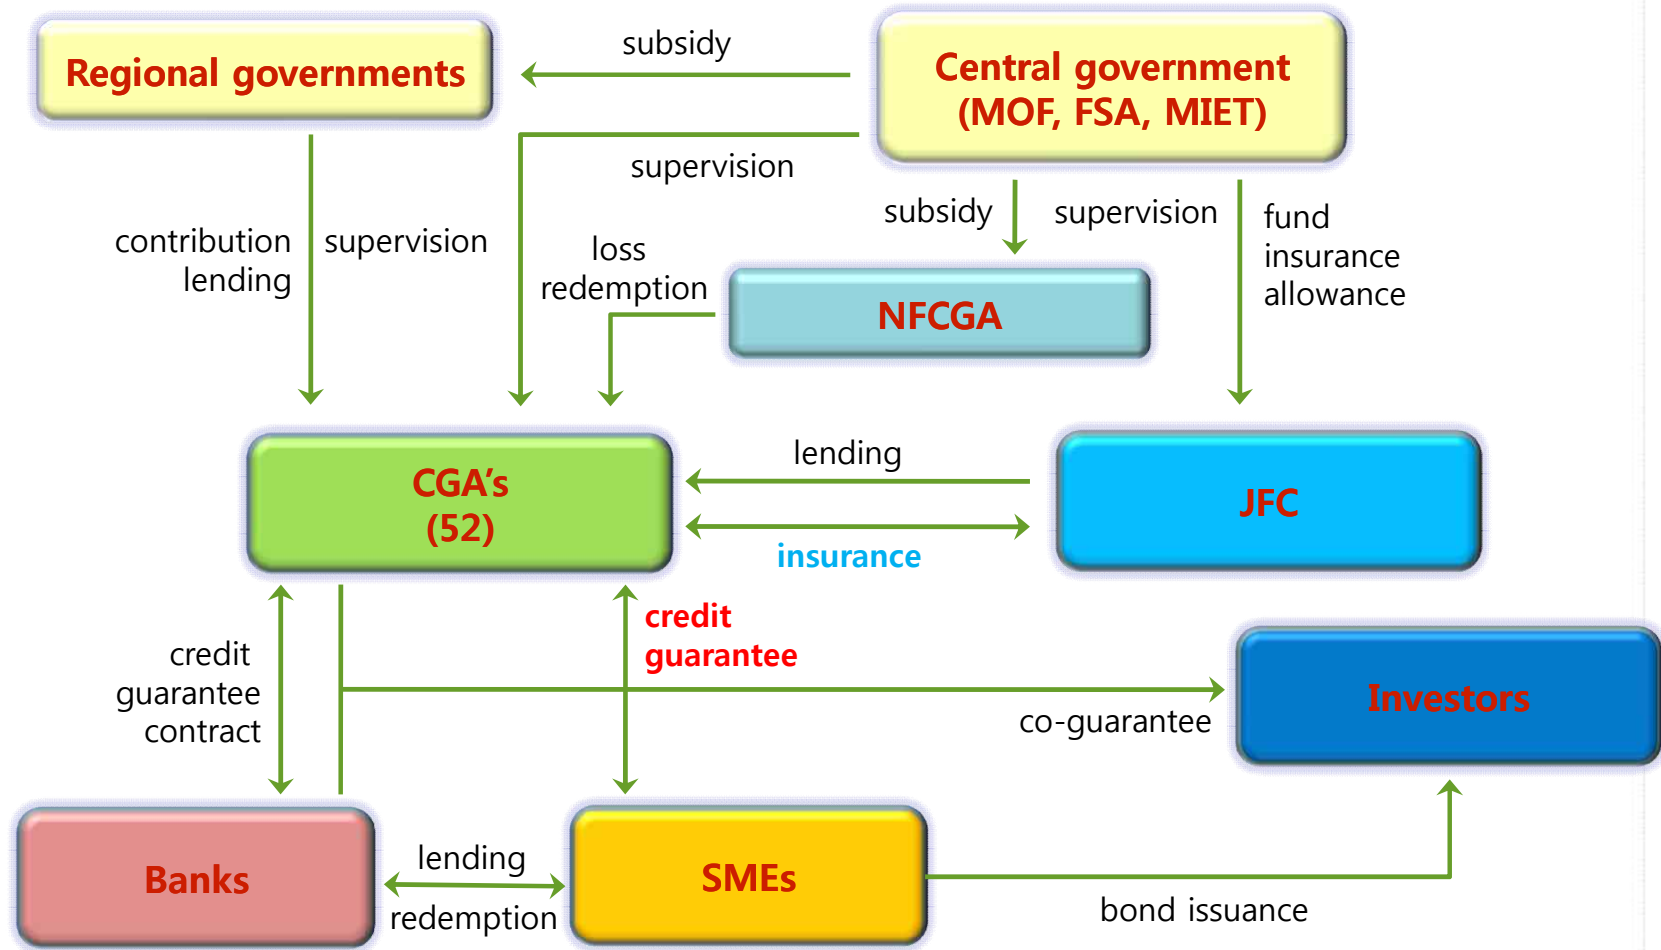 subsidy
Regional governments
Central government
(MOF, FSA, MIET)
supervision
subsidy
supervision
fund
insurance
allowance
contribution
lending
supervision
loss
redemption
NFCGA
CGA’s
(52)
lending
insurance
JFC
credit
guarantee
credit
guarantee
contract
co-guarantee
Investors
Banks
lending
redemption
SMEs
bond issuance